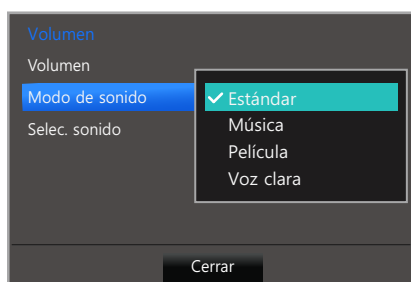 Volumen
Volumen
Modo de sonido
Estándar
Selec. sonido
Música
Película
Voz clara
Cerrar